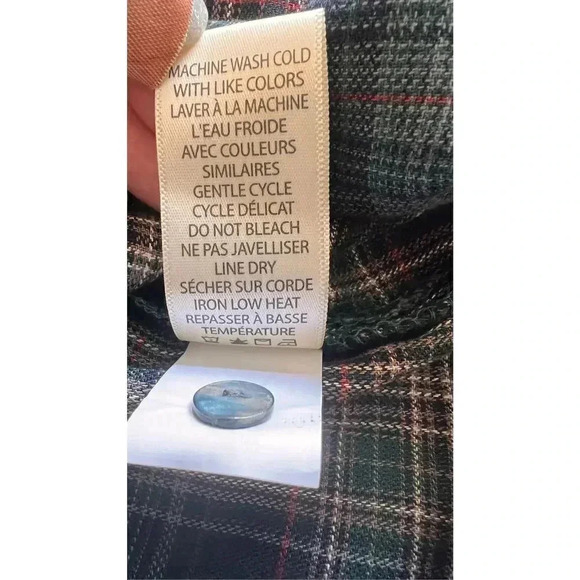 MACHINE WASH COLD
WITH LIKE COLORS
LAVER À LA MACHINE
L'EAU FROIDE
AVEC COULEURS
SIMILAIRES
GENTLE CYCLE
CYCLE DÉLICAT
DO NOT BLEACH
NE PAS JAVELLISER
LINE DRY
SÉCHER SUR CORDE
IRON LOW HEAT
REPASSER À BASSE
TEMPÉRATURE